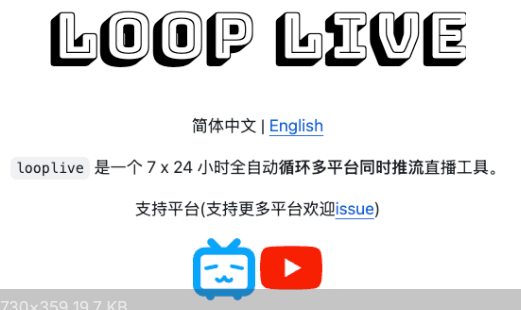 LOOP LIVE
简体中文 | English
looplive 是一个 7 x 24 小时全自动循环多平台同时推流直播工具。
支持平台(支持更多平台欢迎issue)
730×359 19.7 KB